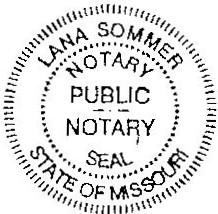 LANA SOMMER
NOTARY
PUBLIC
NOTARY
SEAL
STATE OF MISSOURI